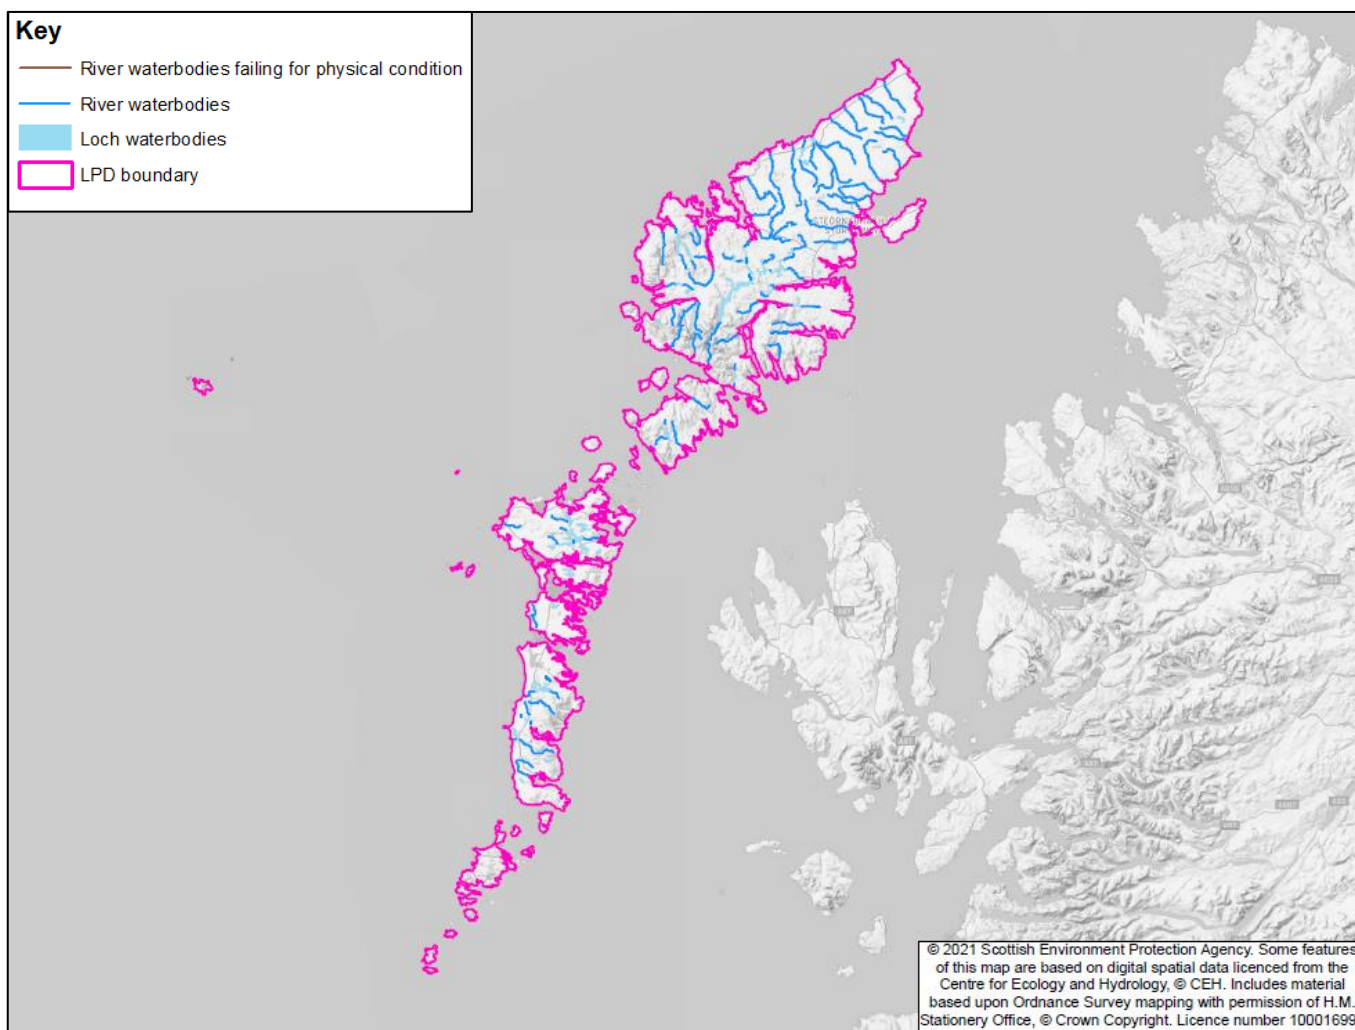 Key
River waterbodies failing for physical condition
River waterbodies
Loch waterbodies
LPD boundary
© 2021 Scottish Environment Protection Agency. Some features
of this map are based on digital spatial data licenced from the
Centre for Ecology and Hydrology, © CEH. Includes material
based upon Ordnance Survey mapping with permission of H.M.
Stationery Office, © Crown Copyright. Licence number 10001699